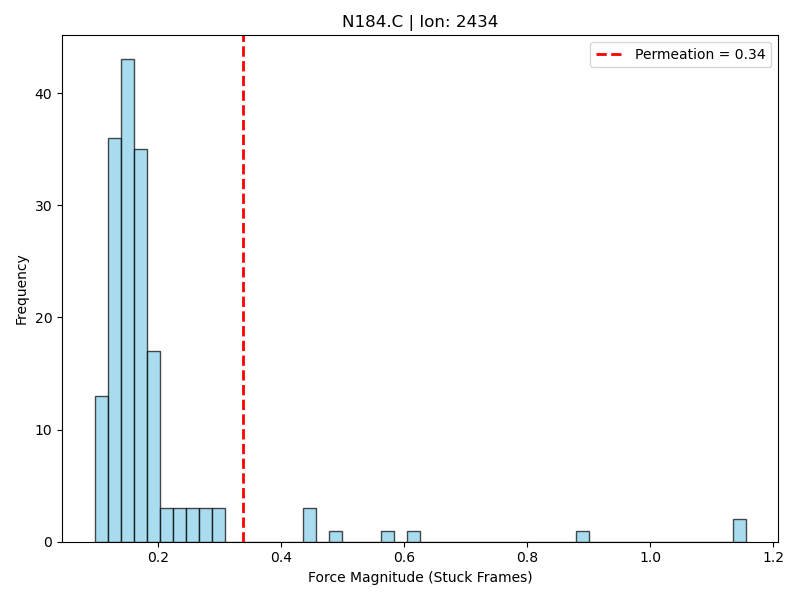 N184.C | Ion: 2434
Permeation = 0.34
Frequency
40
30
20
10
0
0.2
0.4
0.6
0.8
1.0
1.2
Force Magnitude (Stuck Frames)